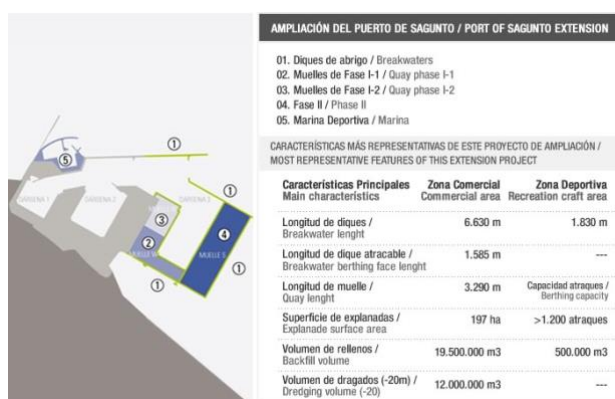 AMPLIACIÓN DEL PUERTO DE SAGUNTO / PORT OF SAGUNTO EXTENSION
01. Diques de abrigo / Breakwaters
02. Muelles de Fase I-1 / Quay phase I-1
03. Muelles de Fase I-2 / Quay phase I-2
04. Fase II / Phase II
05. Marina Deportiva / Marina
CARACTERÍSTICAS MÁS REPRESENTATIVAS DE ESTE PROYECTO DE AMPLIACIÓN /
MOST REPRESENTATIVE FEATURES OF THIS EXTENSION PROJECT
Características Principales Zona Comercial Zona Deportiva
Main characteristics Commercial area Recreation craft area
Longitud de diques / 6.630 m 1.830 m
Breakwater lenght
Longitud de dique atracable / 1.585 m ---
Breakwater berthing face lenght
Longitud de muelle / 3.290 m Capacidad atraques /
Quay lenght Berthing capacity
Superficie de explanadas / 197 ha >1.200 atraques
Explanade surface area
Volumen de rellenos / 19.500.000 m3 500.000 m3
Backfill volume
Volumen de dragados (-20m) / 12.000.000 m3 ---
Dredging volume (-20)
1
5
1
DÁRSENA 1
DÁRSENA 2
3
4
2
MUELLE
MUELLE S
1
1